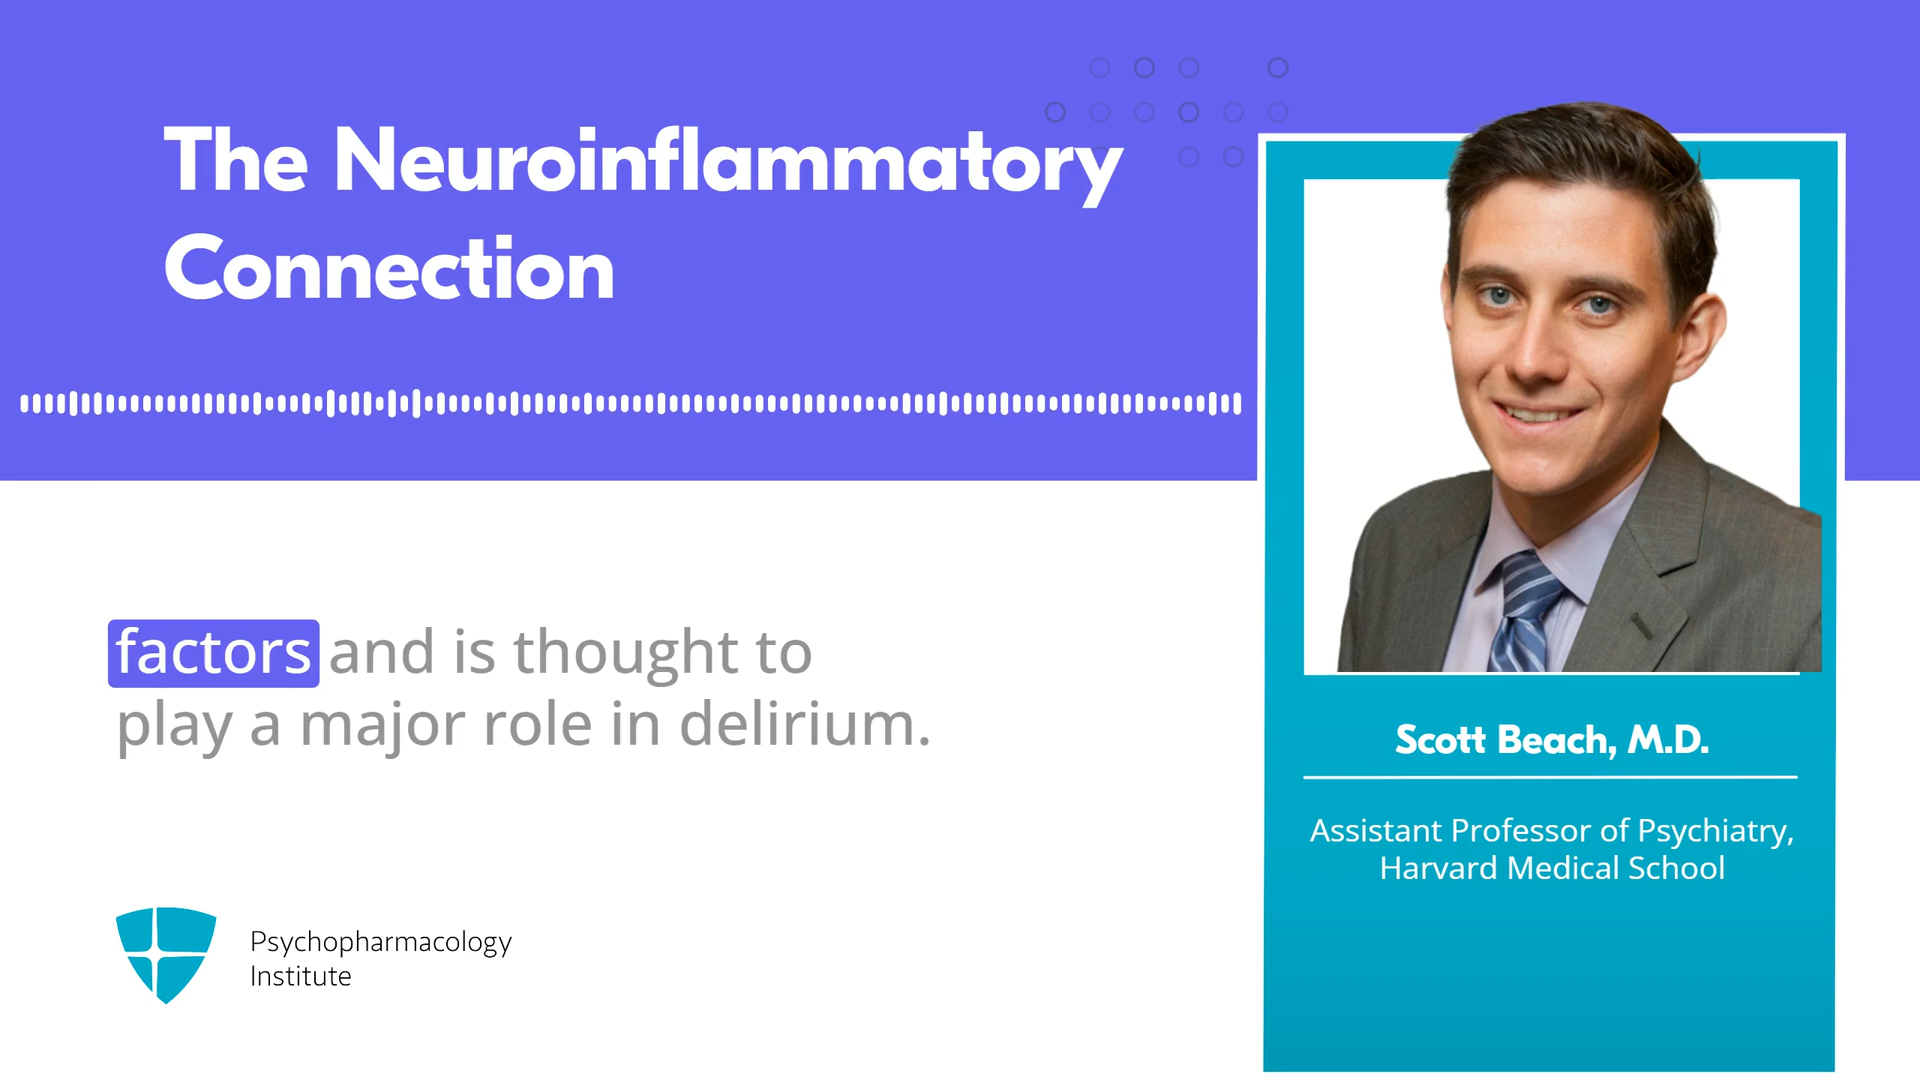 The Neuroinflammatory
Connection
factors and is thought to
play a major role in delirium.
Psychopharmacology
Institute
Scott Beach, M.D.
Assistant Professor of Psychiatry,
Harvard Medical School